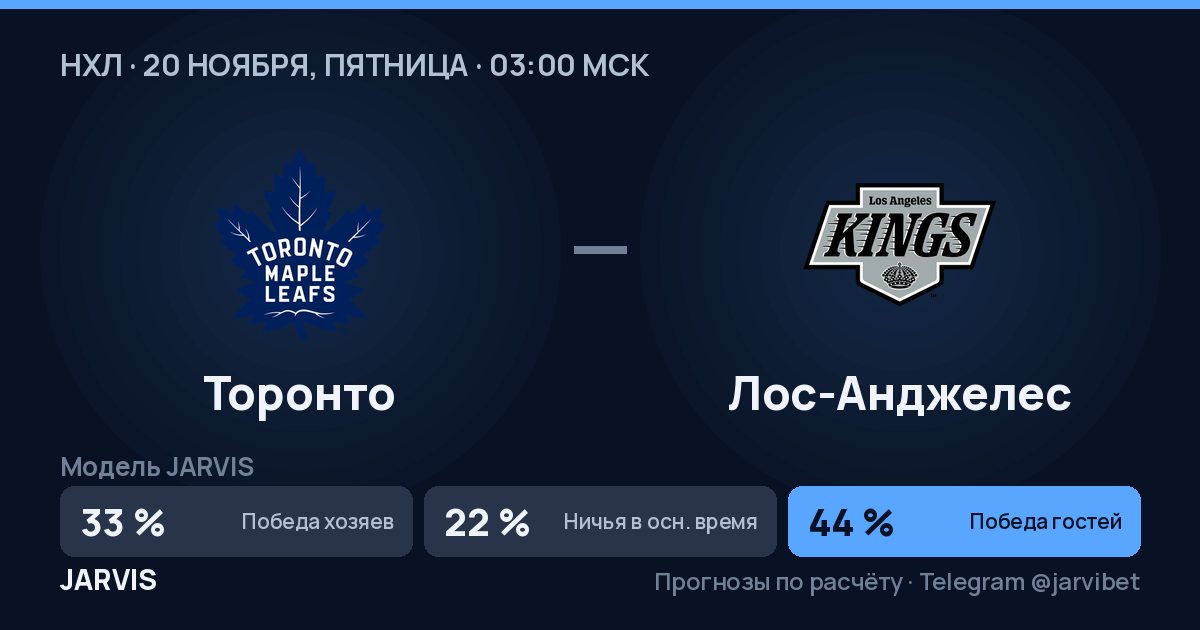 НХЛ · 20 НОЯБРЯ, ПЯТНИЦА · 03:00 МСК
TORONTO
MAPLE
LEAFS
Los Angeles
KINGS
Торонто
Лос-Анджелес
Модель JARVIS
33 % Победа хозяев
22 % Ничья в осн. время
44 % Победа гостей
JARVIS
Прогнозы по расчёту · Telegram @jarvibet